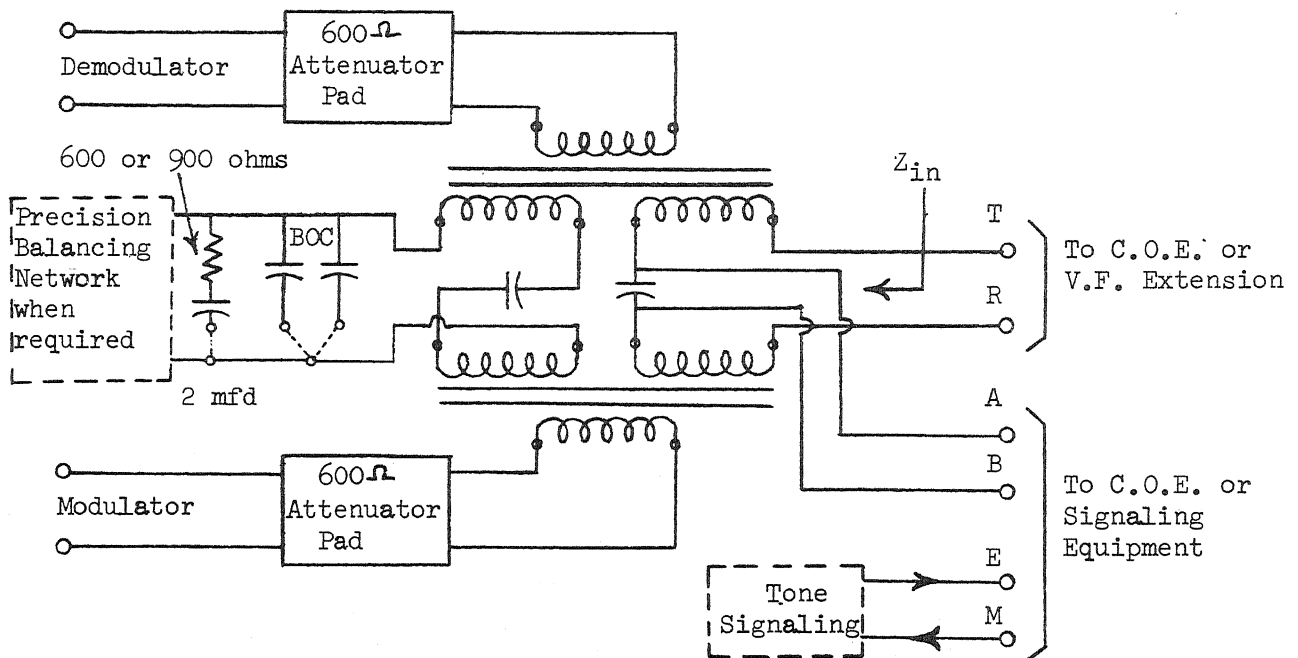 600Ω
Attenuator
Pad
Demodulator
600 or 900 ohms
Precision
Balancing
Network
when
required
BOC
2 mfd
Zin
T
R
To C.O.E. or
V.F. Extension
A
B
To C.O.E. or
Signaling
Equipment
E
M
Modulator
600Ω
Attenuator
Pad
Tone
Signaling